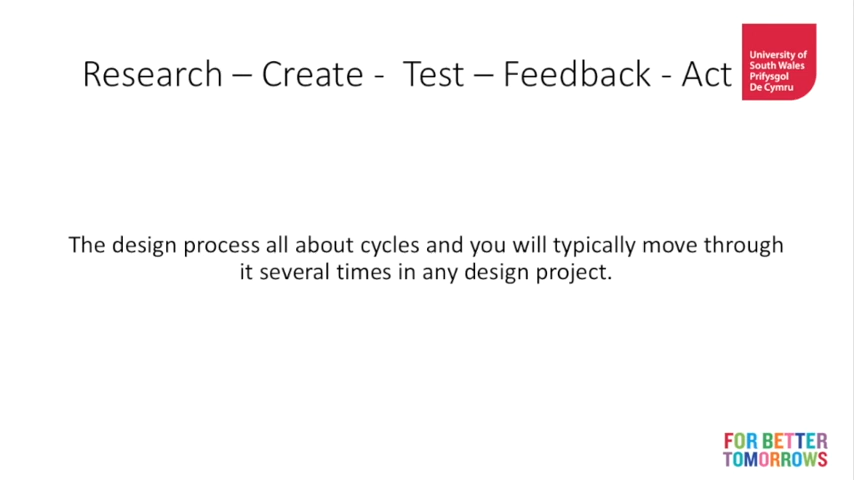 Research – Create -  Test – Feedback - Act
University of
South Wales
Prifysgol
De Cymru
The design process all about cycles and you will typically move through
it several times in any design project.
FOR BETTER
TOMORROWS